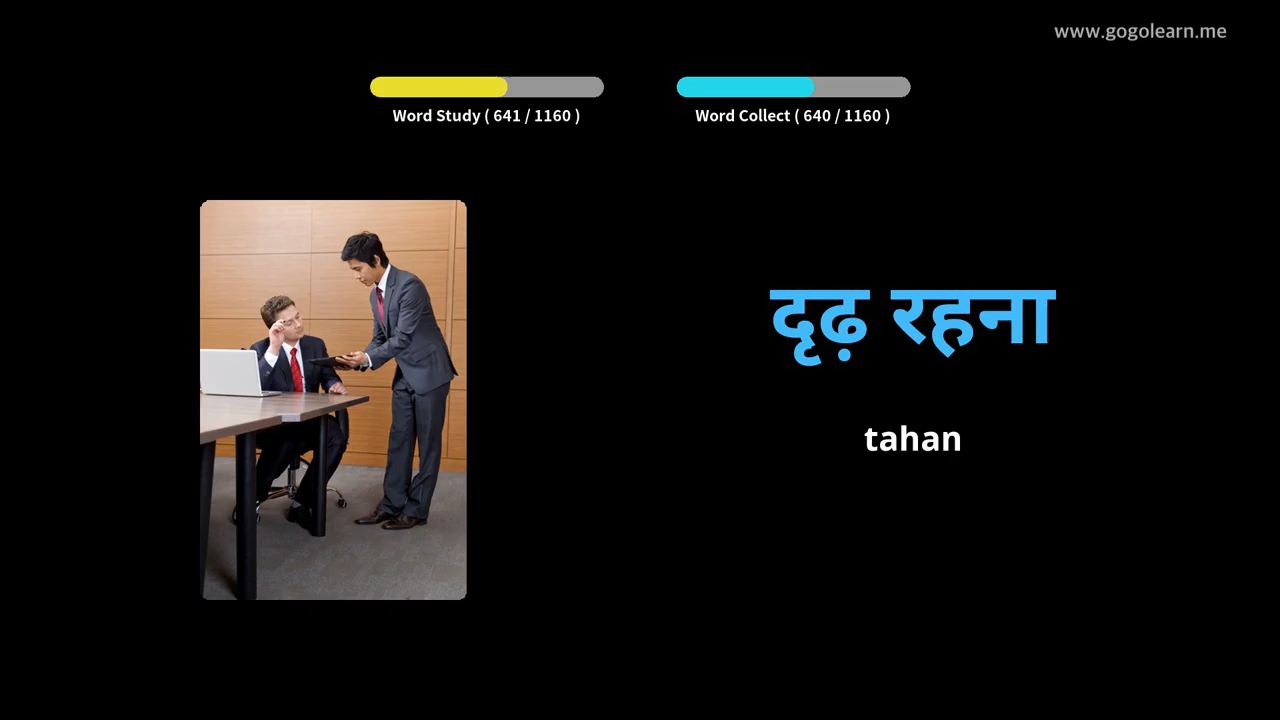 www.gogolearn.me
Word Study ( 641 / 1160 )
Word Collect ( 640 / 1160 )
दृढ़ रहना
tahan